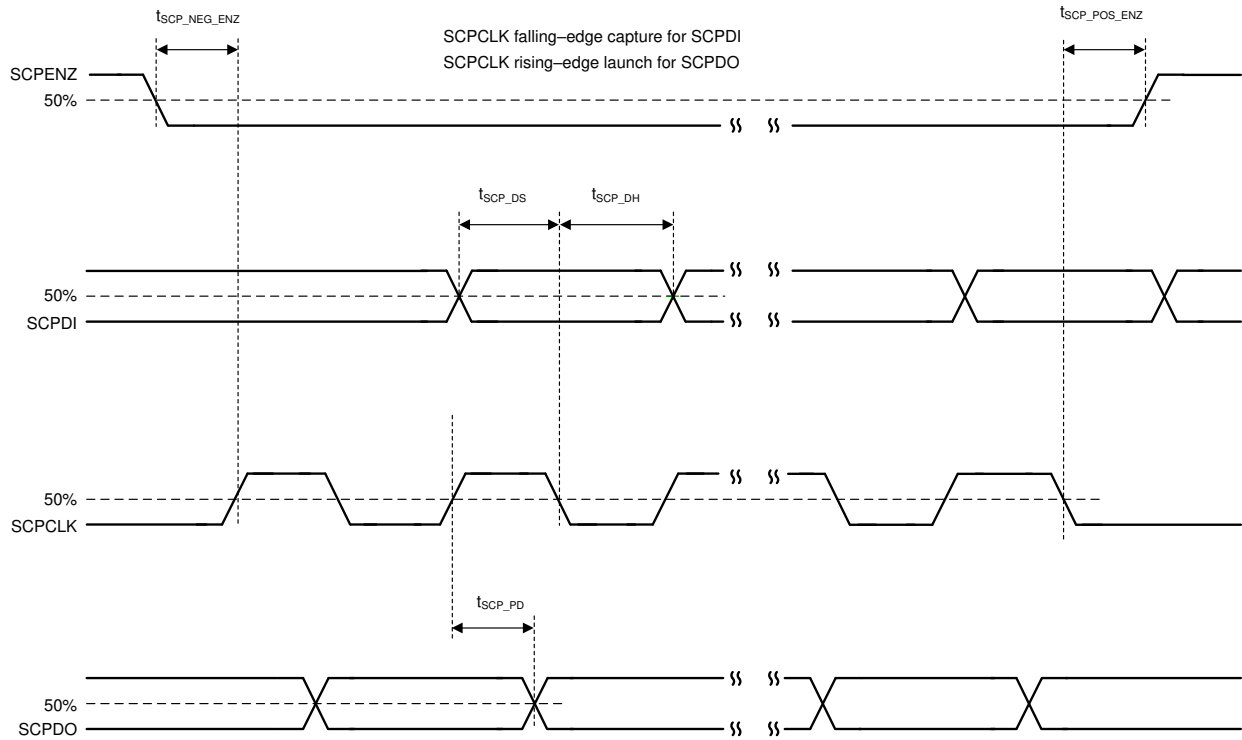 tSCP_NEG_ENZ
tSCP_POS_ENZ
SCPCLK falling–edge capture for SCPDI
SCPCLK rising–edge launch for SCPDO
SCPENZ
50%
tSCP_DS
tSCP_DH
50%
SCPDI
50%
SCPCLK
tSCP_PD
50%
SCPDO